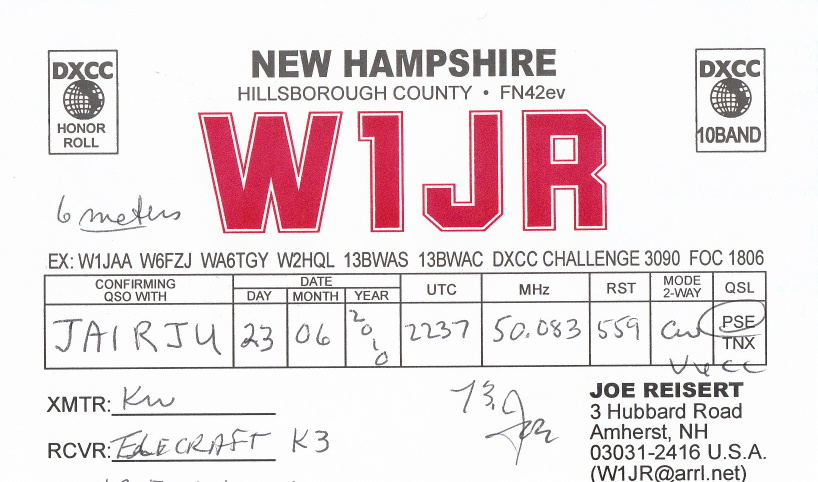 NEW HAMPSHIRE
HILLSBOROUGH COUNTY • FN42ev
DXCC
HONOR
ROLL
DXCC
10BAND
W1JR
6 meters
EX: W1JAA W6FZJ WA6TGY W2HQL 13BWAS 13BWAC DXCC CHALLENGE 3090 FOC 1806
CONFIRMING QSO WITH DATE DAY MONTH YEAR UTC MHz RST MODE 2-WAY QSL
JA1RJU 23 06 2010 2237 50.083 559 CW PSE
TNX
XMTR: KW
73, Joe
RCVR: ELECRAFT K3
JOE REISERT
3 Hubbard Road
Amherst, NH
03031-2416 U.S.A.
(W1JR@arrl.net)